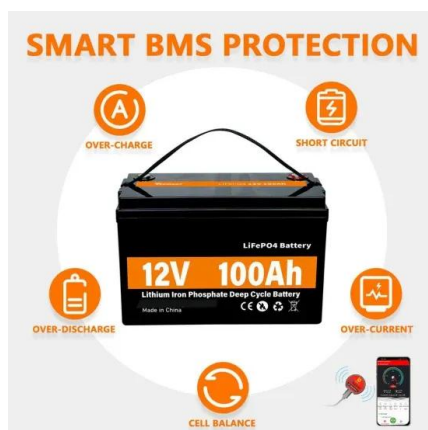 SMART BMS PROTECTION
OVER-CHARGE
SHORT CIRCUIT
LiFePO4 Battery
12V 100Ah
Lithium Iron Phosphate Deep Cycle Battery
Made in China
OVER-DISCHARGE
OVER-CURRENT
CELL BALANCE